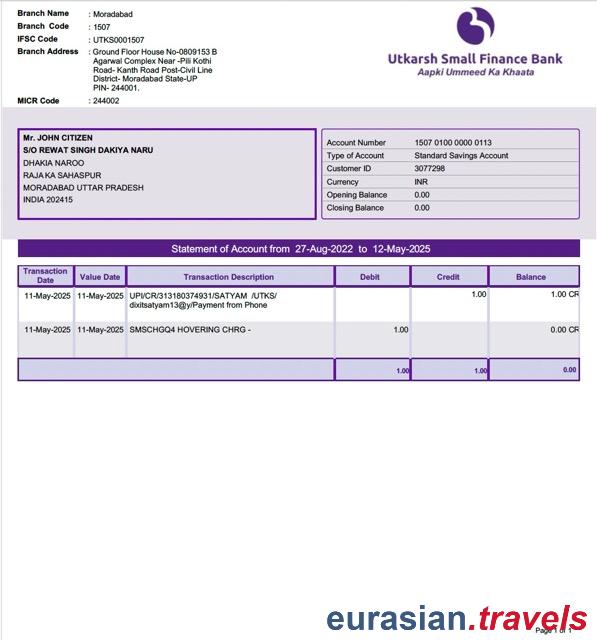 Branch Name : Moradabad
Branch Code : 1507
IFSC Code : UTKS0001507
Branch Address : Ground Floor House No-0809153 B
Agarwal Complex Near -Pili Kothi
Road- Kanth Road Post-Civil Line
District- Moradabad State-UP
PIN- 244001.
MICR Code : 244002
Utkarsh Small Finance Bank
Aapki Ummeed Ka Khaata
Mr. JOHN CITIZEN
S/O REWAT SINGH DAKIYA NARU
DHAKIA NAROO
RAJA KA SAHASPUR
MORADABAD UTTAR PRADESH
INDIA 202415
Account Number 1507 0100 0000 0113
Type of Account Standard Savings Account
Customer ID 3077298
Currency INR
Opening Balance 0.00
Closing Balance 0.00
Statement of Account from 27-Aug-2022 to 12-May-2025
Transaction Date Value Date Transaction Description Debit Credit Balance
11-May-2025 11-May-2025 UPI/CR/313180374931/SATYAM /UTKS/ 1.00 1.00 CR
dixitsatyam13@y/Payment from Phone
11-May-2025 11-May-2025 SMSCHGQ4 HOVERING CHRG - 1.00 0.00 CR
1.00 1.00 0.00
eurasian.travels
Page 1 of 1